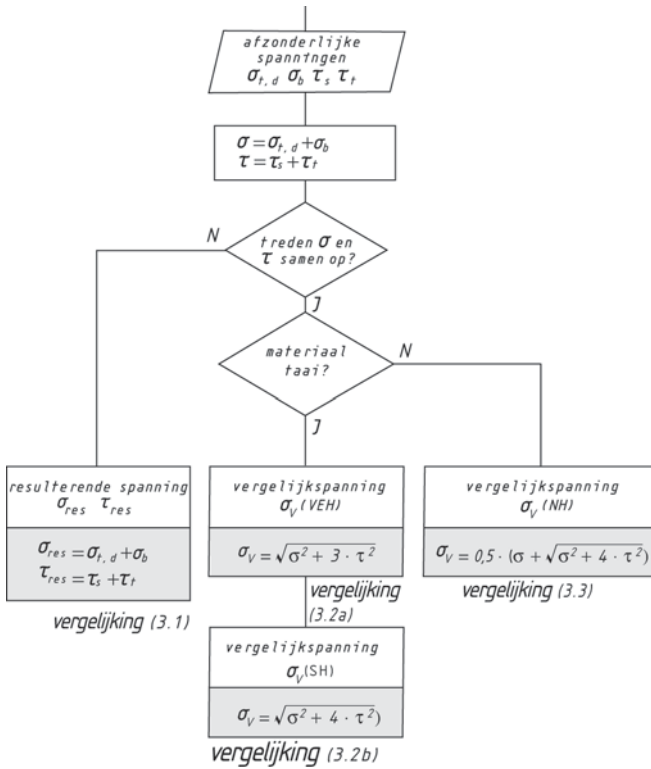 afzonderlijke
spanningen
σt,d σb τs τt
σ = σt,d + σb
τ = τs + τt
N
treden σ en
τ samen op?
J
materiaal
taai?
N
J
resulterende spanning
σres τres
σres = σt,d + σb
τres = τs + τt
vergelijking (3.1)
vergelijkspanning
σV (VEH)
σV = √σ² + 3 · τ²
vergelijking
(3.2a)
vergelijkspanning
σV (NH)
σV = 0,5 · (σ + √σ² + 4 · τ²)
vergelijking (3.3)
vergelijkspanning
σV (SH)
σV = √σ² + 4 · τ²)
vergelijking (3.2b)